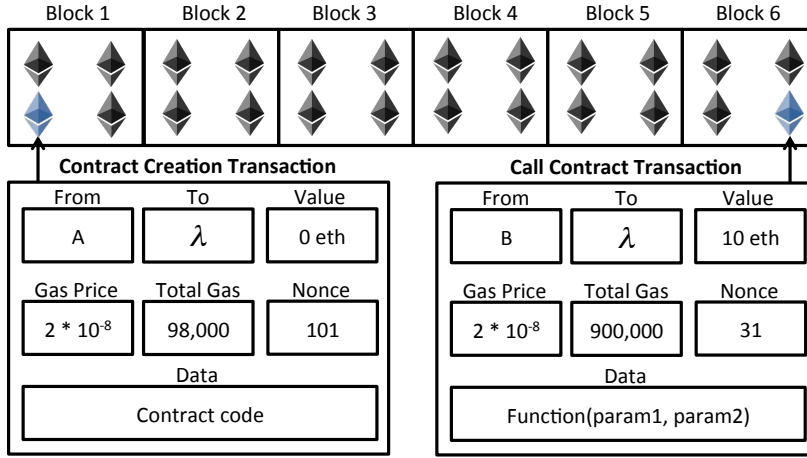 Block 1 Block 2 Block 3 Block 4 Block 5 Block 6
Contract Creation Transaction
From To Value
A λ 0 eth
Gas Price Total Gas Nonce
2 * 10⁻⁸ 98,000 101
Data
Contract code
Call Contract Transaction
From To Value
B λ 10 eth
Gas Price Total Gas Nonce
2 * 10⁻⁸ 900,000 31
Data
Function(param1, param2)